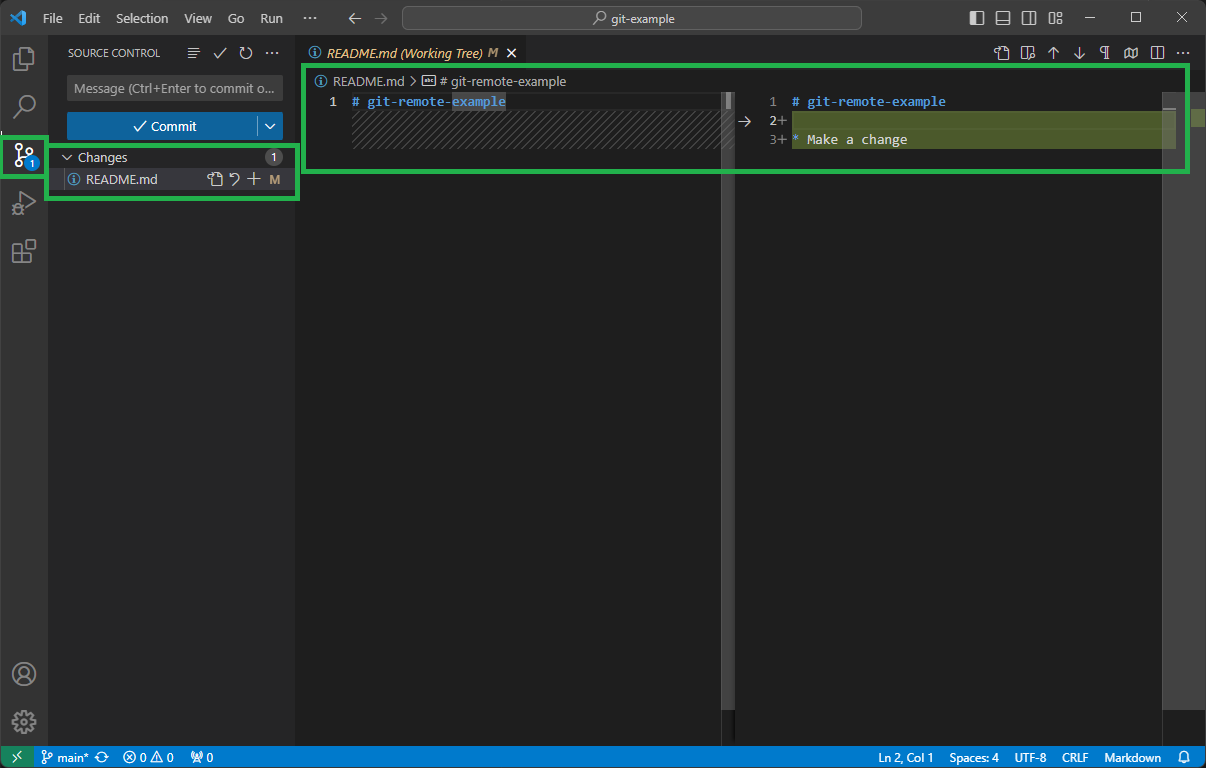 File Edit Selection View Go Run ··· git-example
SOURCE CONTROL
README.md (Working Tree) M
Message (Ctrl+Enter to commit o...
README.md > # git-remote-example
Commit
1 # git-remote-example
1 # git-remote-example
2+
3+ * Make a change
1
Changes 1
README.md M
main* 0 0 0 Ln 2, Col 1 Spaces: 4 UTF-8 CRLF Markdown